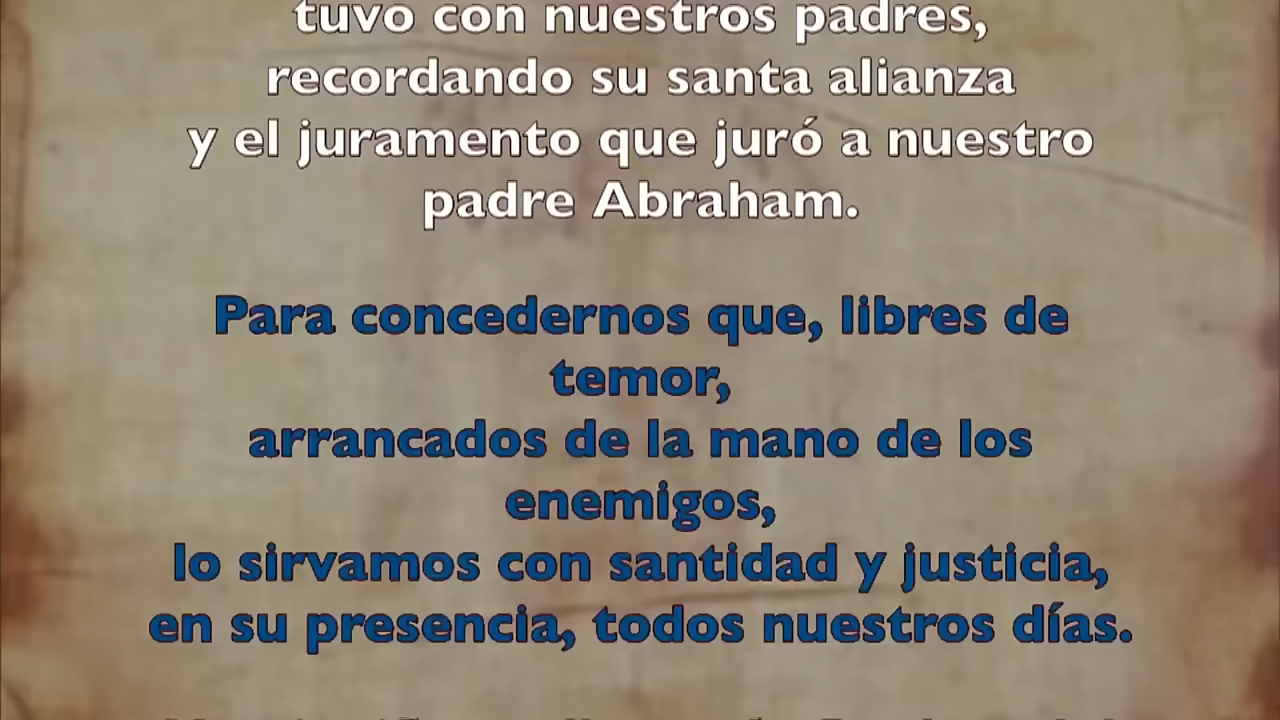 tuvo con nuestros padres,
recordando su santa alianza
y el juramento que juró a nuestro
padre Abraham.
Para concedernos que, libres de
temor,
arrancados de la mano de los
enemigos,
lo sirvamos con santidad y justicia,
en su presencia, todos nuestros días.